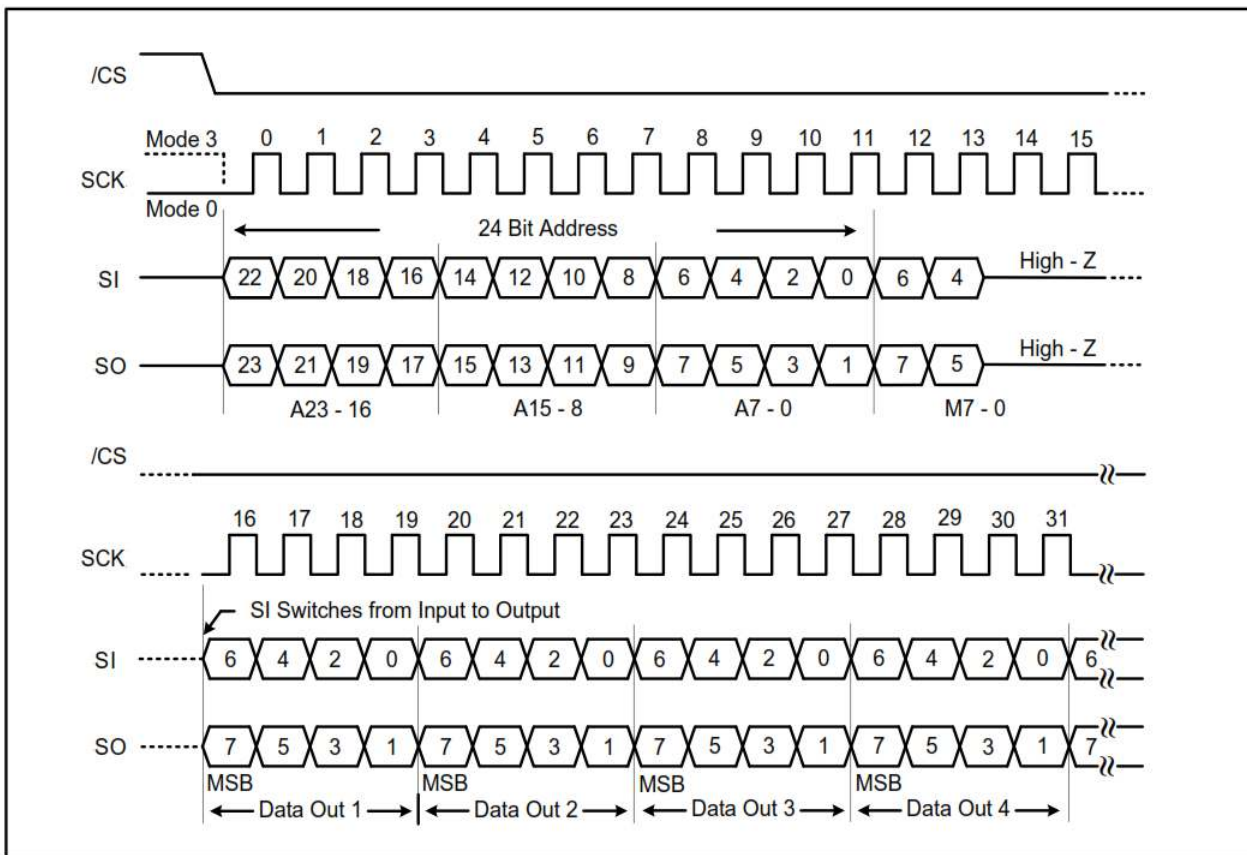 /CS
Mode 3 0 1 2 3 4 5 6 7 8 9 10 11 12 13 14 15
SCK
Mode 0
24 Bit Address
SI 22 20 18 16 14 12 10 8 6 4 2 0 6 4 High - Z
SO 23 21 19 17 15 13 11 9 7 5 3 1 7 5 High - Z
A23 - 16 A15 - 8 A7 - 0 M7 - 0
/CS
16 17 18 19 20 21 22 23 24 25 26 27 28 29 30 31
SCK
SI Switches from Input to Output
SI 6 4 2 0 6 4 2 0 6 4 2 0 6 4 2 0 6
SO 7 5 3 1 7 5 3 1 7 5 3 1 7 5 3 1 7
MSB MSB MSB MSB
Data Out 1 Data Out 2 Data Out 3 Data Out 4